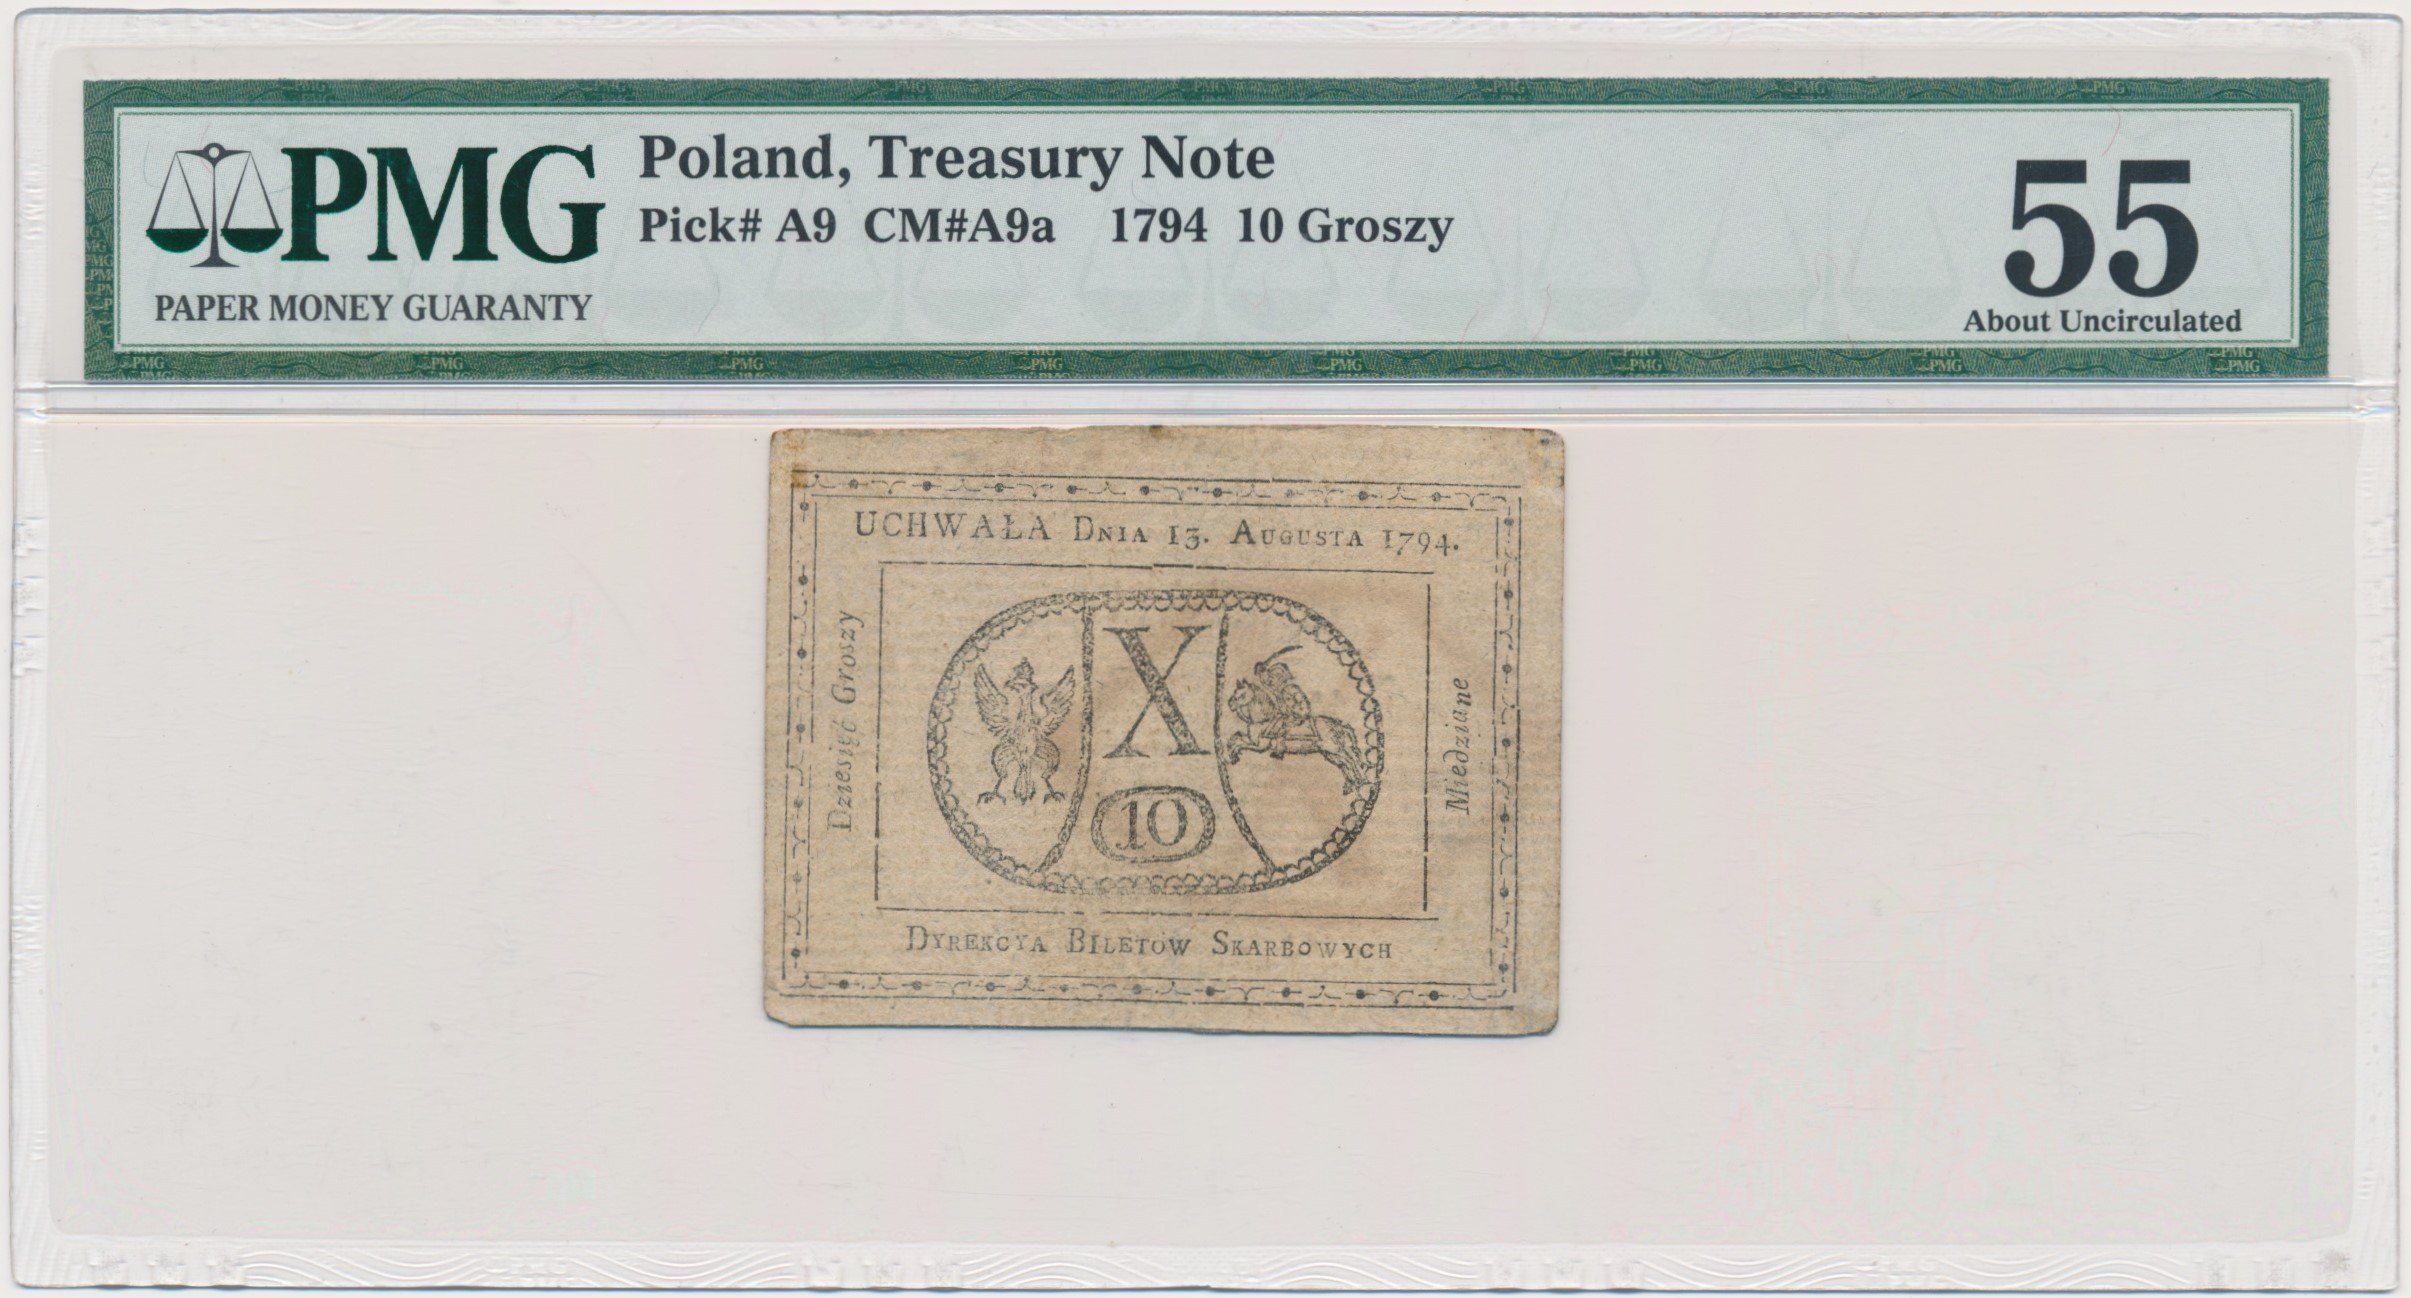 PMG
PAPER MONEY GUARANTY
Poland, Treasury Note
Pick# A9 CM#A9a 1794 10 Groszy
55
About Uncirculated
UCHWAŁA DNIA 13. AUGUSTA 1794.
Dziesięć Groszy
X
10
Miedziane
DYREKCYA BILETOW SKARBOWYCH